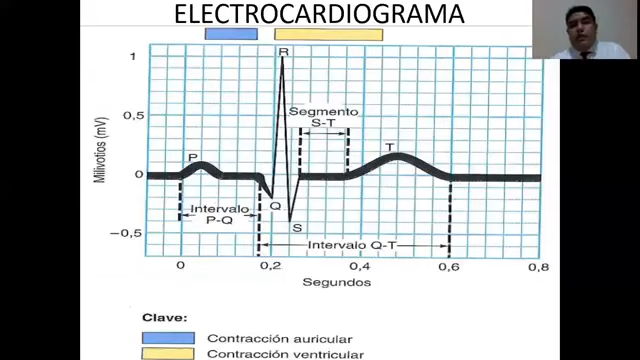 ELECTROCARDIOGRAMA
R
1
Segmento
S-T
0,5
Milivoltios (mV)
P
T
0
Q
Intervalo
P-Q
S
Intervalo Q-T
−0,5
0
0,2
0,4
0,6
0,8
Segundos
Clave:
Contracción auricular
Contracción ventricular